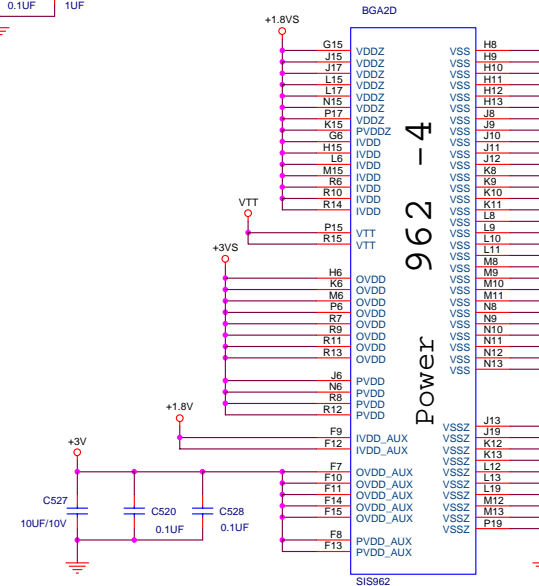 0.1UF 1UF
BGA2D
+1.8VS
G15 VDDZ VSS H8
J15 VDDZ VSS H9
J17 VDDZ VSS H10
L15 VDDZ VSS H11
L17 VDDZ VSS H12
N15 VDDZ VSS H13
P17 VDDZ VSS J8
K15 PVDDZ VSS J9
G6 IVDD VSS J10
H15 IVDD VSS J11
L6 IVDD VSS J12
M15 IVDD VSS K8
R6 IVDD VSS K9
R10 IVDD VSS K10
R14 IVDD VSS K11
VSS L8
VTT
P15 VTT VSS L9
R15 VTT VSS L10
VSS L11
+3VS
VSS M8
H6 OVDD VSS M9
K6 OVDD VSS M10
M6 OVDD VSS M11
P6 OVDD VSS N8
R7 OVDD VSS N9
R9 OVDD VSS N10
R11 OVDD VSS N11
R13 OVDD VSS N12
VSS N13
J6 PVDD
N6 PVDD
R8 PVDD
R12 PVDD
Power 962 -4
+1.8V
VSSZ J13
F9 IVDD_AUX VSSZ J19
F12 IVDD_AUX VSSZ K12
VSSZ K13
+3V
F7 OVDD_AUX VSSZ L12
F10 OVDD_AUX VSSZ L13
F11 OVDD_AUX VSSZ L19
F14 OVDD_AUX VSSZ M12
F15 OVDD_AUX VSSZ M13
VSSZ P19
F8 PVDD_AUX
F13 PVDD_AUX
C527 C520 C528
10UF/10V 0.1UF 0.1UF
SIS962